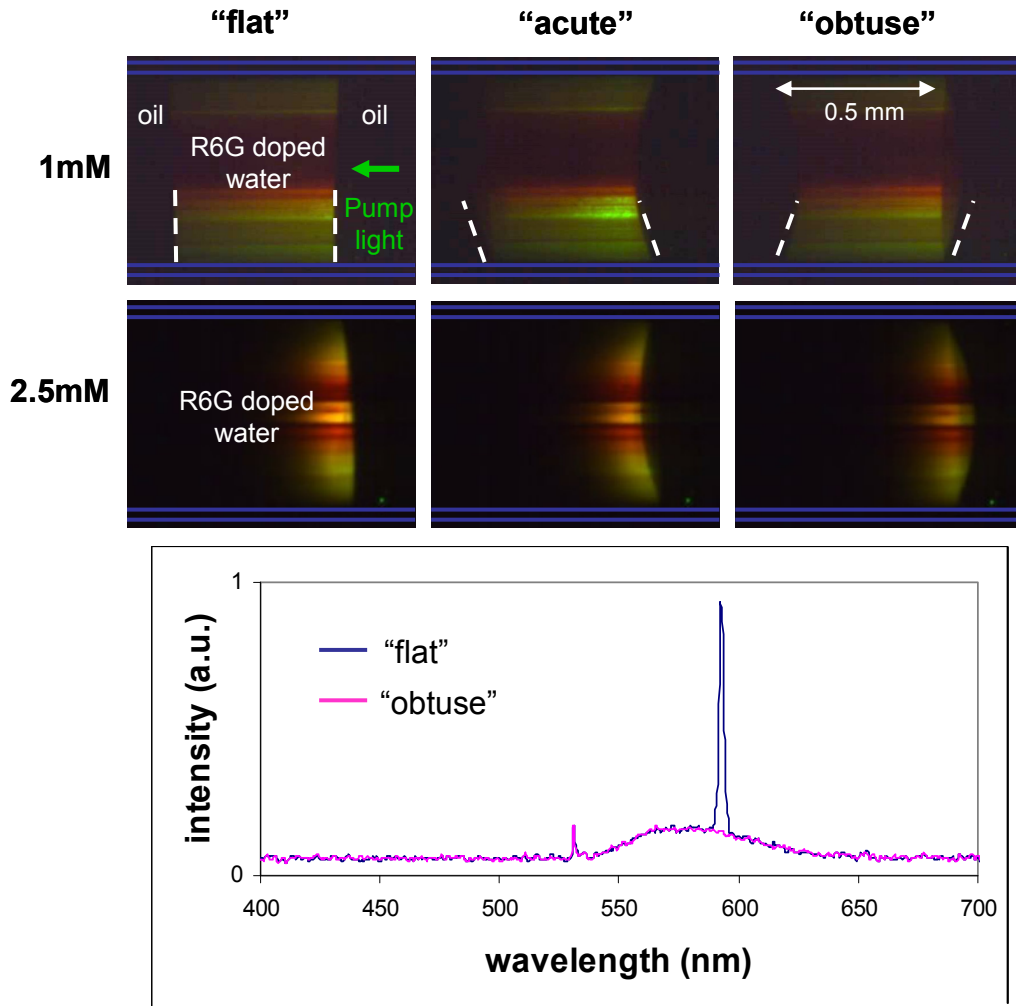 “flat”
“acute”
“obtuse”
1mM
oil
oil
R6G doped
water
Pump
light
0.5 mm
2.5mM
R6G doped
water
1
intensity (a.u.)
“flat”
“obtuse”
0
400
450
500
550
600
650
700
wavelength (nm)